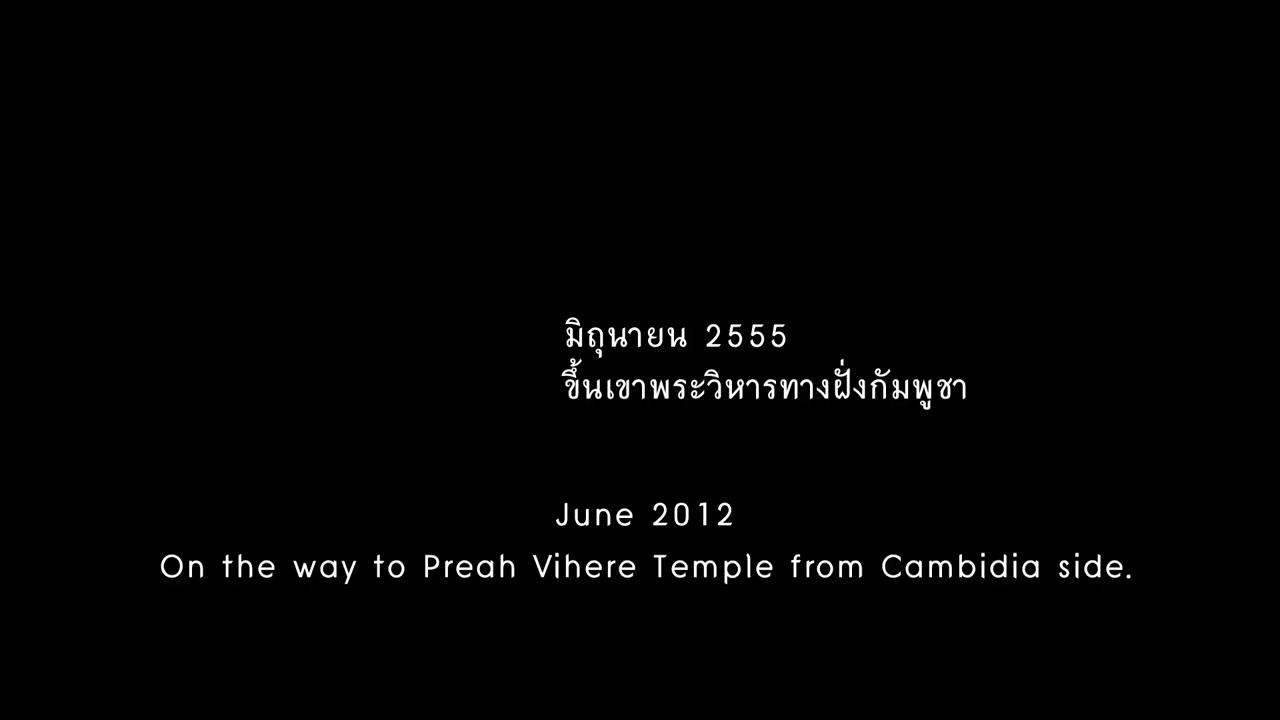 มิถุนายน 2555
ขึ้นเขาพระวิหารทางฝั่งกัมพูชา
June 2012
On the way to Preah Vihere Temple from Cambidia side.